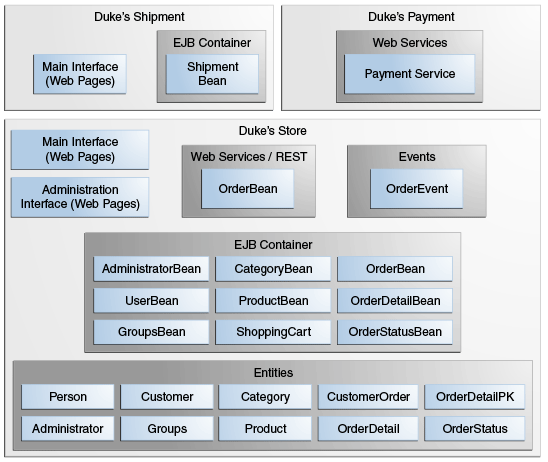 Duke's Shipment
Main Interface
(Web Pages)
EJB Container
Shipment
Bean
Duke's Payment
Web Services
Payment Service
Duke's Store
Main Interface
(Web Pages)
Administration
Interface (Web Pages)
Web Services / REST
OrderBean
Events
OrderEvent
EJB Container
AdministratorBean
CategoryBean
OrderBean
UserBean
ProductBean
OrderDetailBean
GroupsBean
ShoppingCart
OrderStatusBean
Entities
Person
Customer
Category
CustomerOrder
OrderDetailPK
Administrator
Groups
Product
OrderDetail
OrderStatus